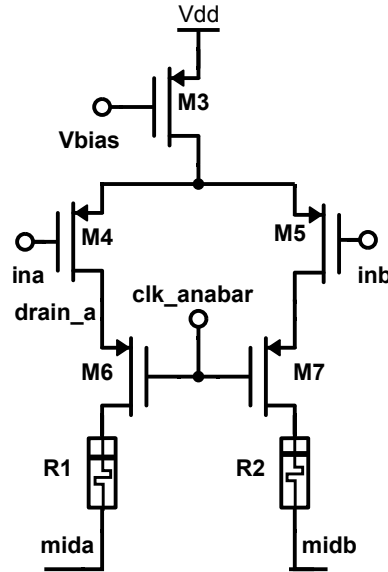 Vdd
M3
Vbias
M4
M5
ina
inb
clk_anabar
drain_a
M6
M7
R1
R2
mida
midb